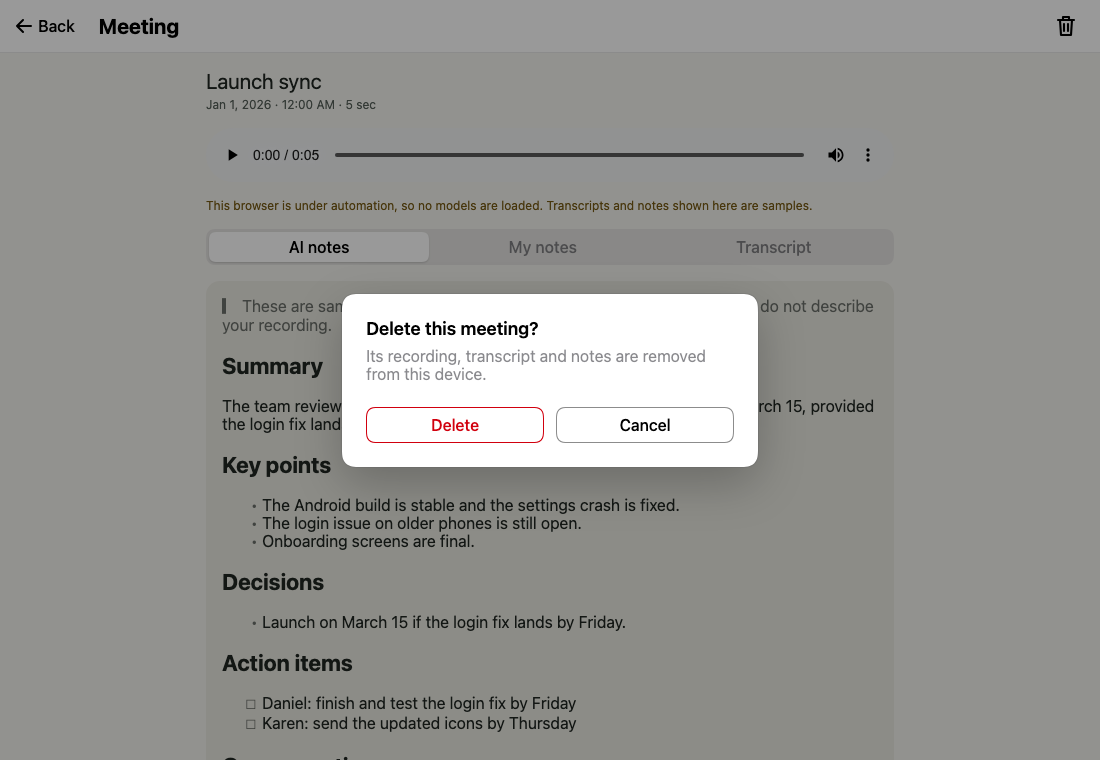 Back
Meeting
Launch sync
Jan 1, 2026 · 12:00 AM · 5 sec
0:00 / 0:05
This browser is under automation, so no models are loaded. Transcripts and notes shown here are samples.
AI notes
My notes
Transcript
These are do not describe
your recording.
Delete this meeting?
Its recording, transcript and notes are removed
from this device.
Delete
Cancel
Summary
The team 15, provided
the login fix
Key points
• The Android build is stable and the settings crash is fixed.
• The login issue on older phones is still open.
• Onboarding screens are final.
Decisions
• Launch on March 15 if the login fix lands by Friday.
Action items
☐ Daniel: finish and test the login fix by Friday
☐ Karen: send the updated icons by Thursday